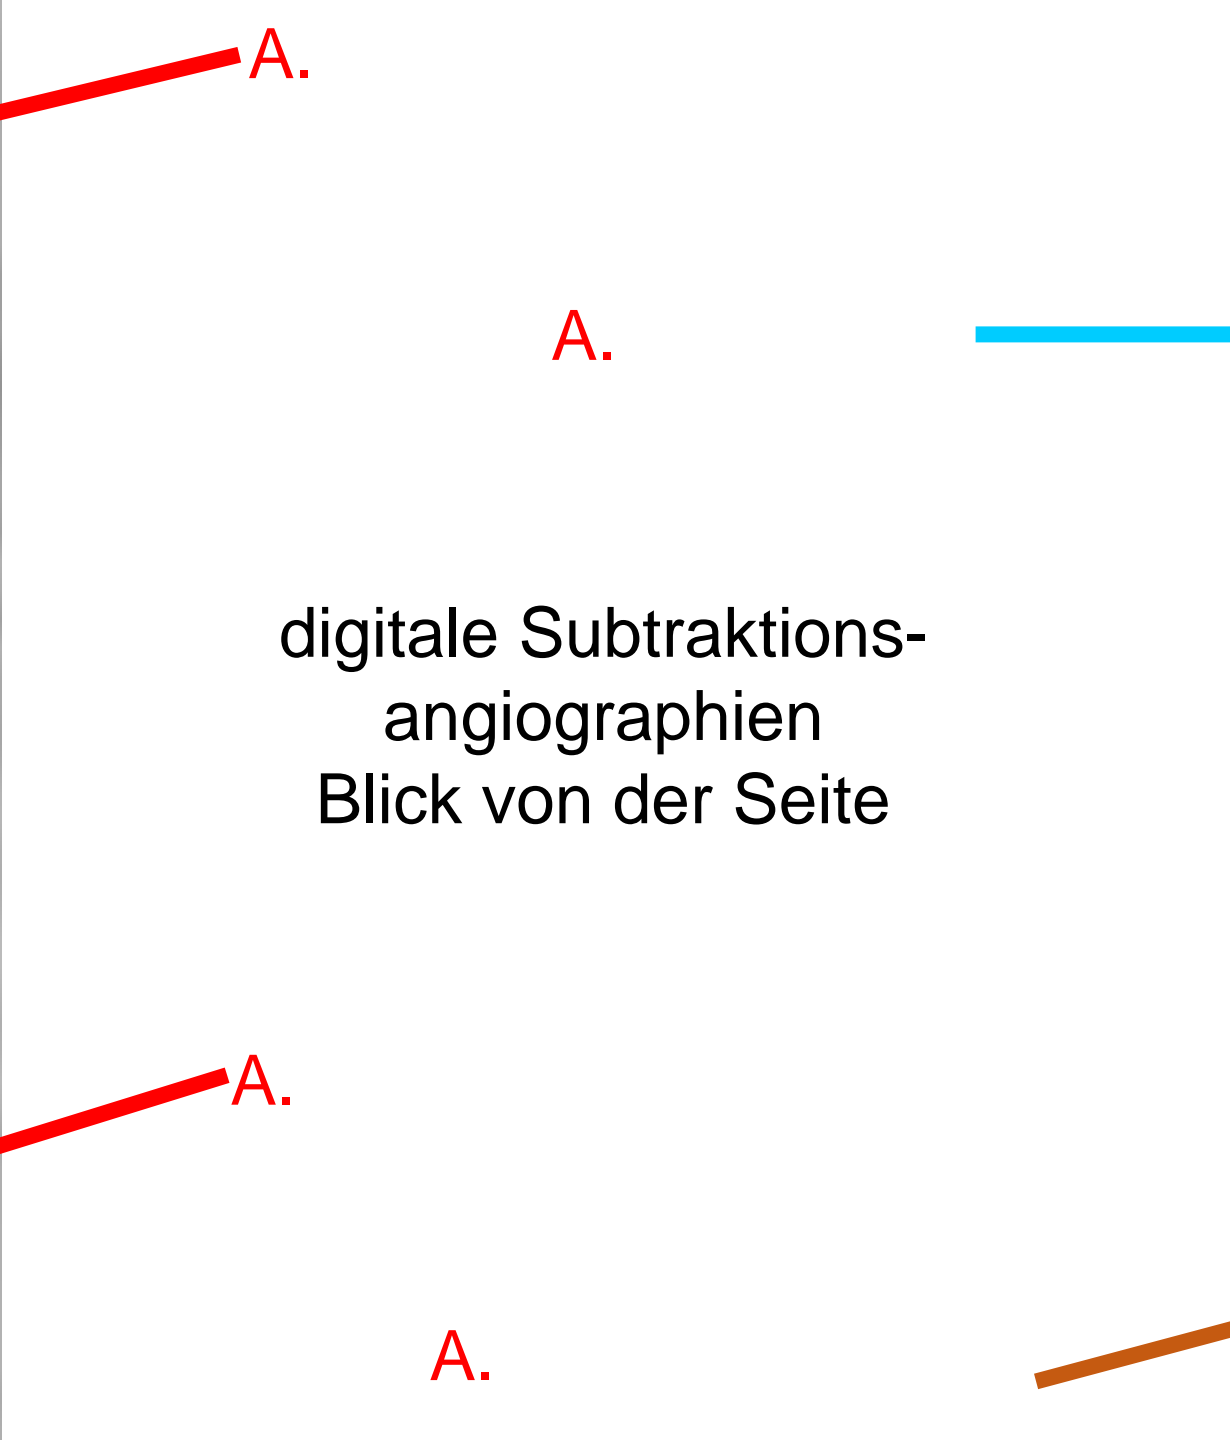 A.
A.
digitale Subtraktions-
angiographien
Blick von der Seite
A.
A.